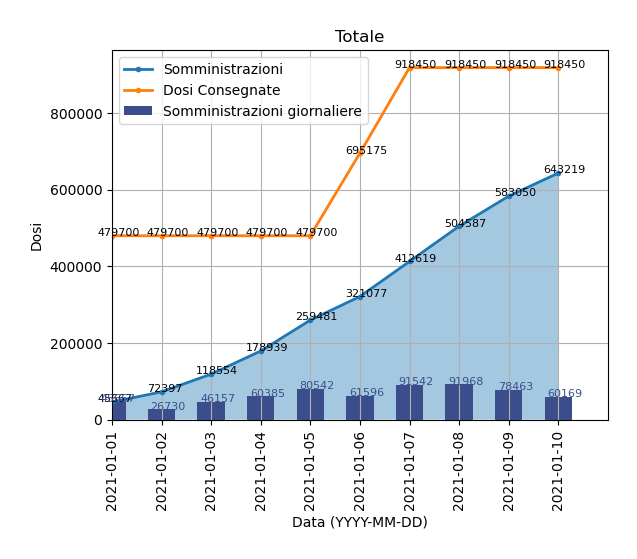 Totale
Somministrazioni
Dosi Consegnate
Somministrazioni giornaliere
918450 918450 918450 918450
695175
479700 479700 479700 479700 479700
643219
583050
504587
412619
321077
259481
178939
118554
72397
26730 46157 60385 80542 61596 91542 91968 78463 60169
800000
600000
400000
200000
0
Dosi
2021-01-01
2021-01-02
2021-01-03
2021-01-04
2021-01-05
2021-01-06
2021-01-07
2021-01-08
2021-01-09
2021-01-10
Data (YYYY-MM-DD)